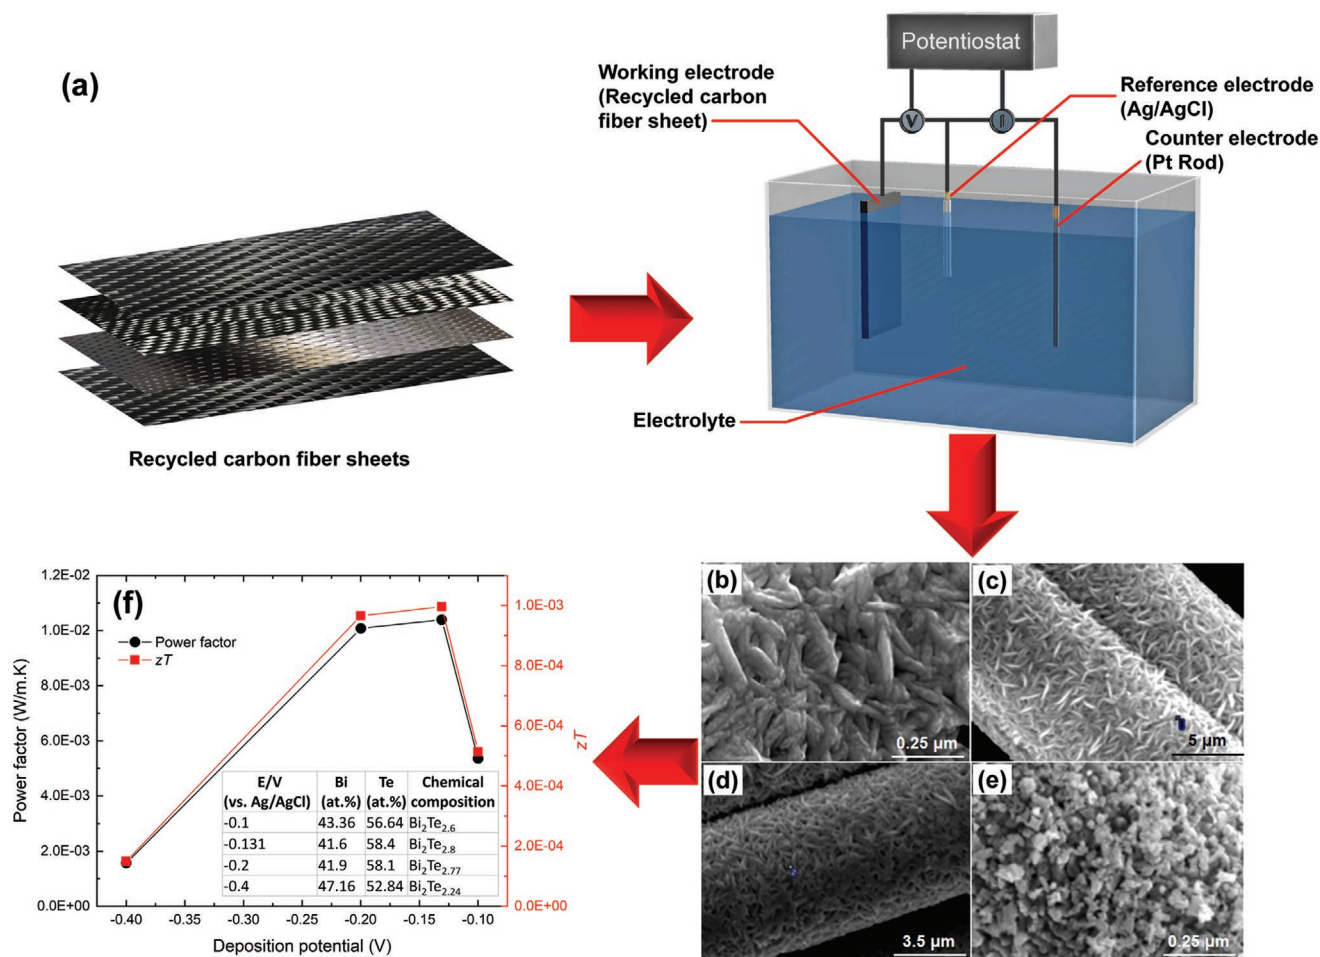 (a)
Potentiostat
Working electrode
(Recycled carbon
fiber sheet)
V
I
Reference electrode
(Ag/AgCl)
Counter electrode
(Pt Rod)
Electrolyte
Recycled carbon fiber sheets
(b)
0.25 µm
(c)
5 µm
(d)
3.5 µm
(e)
0.25 µm
(f)
Power factor
zT
Power factor (W/m.K)
1.2E-02
1.0E-02
8.0E-03
6.0E-03
4.0E-03
2.0E-03
0.0E+00
zT
1.0E-03
8.0E-04
6.0E-04
4.0E-04
2.0E-04
0.0E+00
E/V (vs. Ag/AgCl) Bi (at.%) Te (at.%) Chemical composition
-0.1 43.36 56.64 Bi₂Te₂.₆
-0.131 41.6 58.4 Bi₂Te₂.₈
-0.2 41.9 58.1 Bi₂Te₂.₇₇
-0.4 47.16 52.84 Bi₂Te₂.₂₄
-0.40 -0.35 -0.30 -0.25 -0.20 -0.15 -0.10
Deposition potential (V)